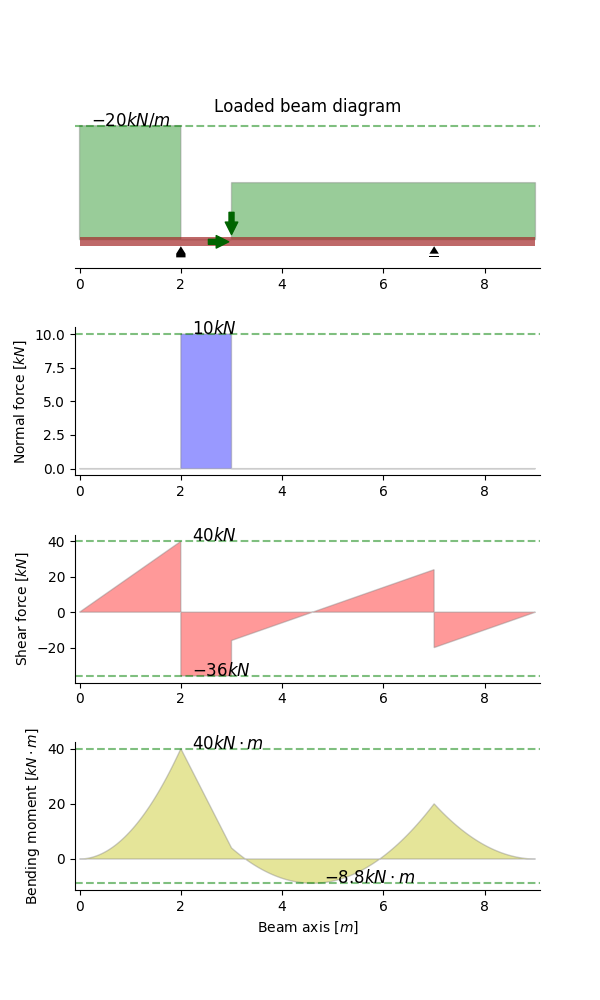 Loaded beam diagram
−20kN/m
0 2 4 6 8
Normal force [kN]
10.0
7.5
5.0
2.5
0.0
10kN
0 2 4 6 8
Shear force [kN]
40
20
0
−20
40kN
−36kN
0 2 4 6 8
Bending moment [kN · m]
40
20
0
40kN · m
−8.8kN · m
0 2 4 6 8
Beam axis [m]